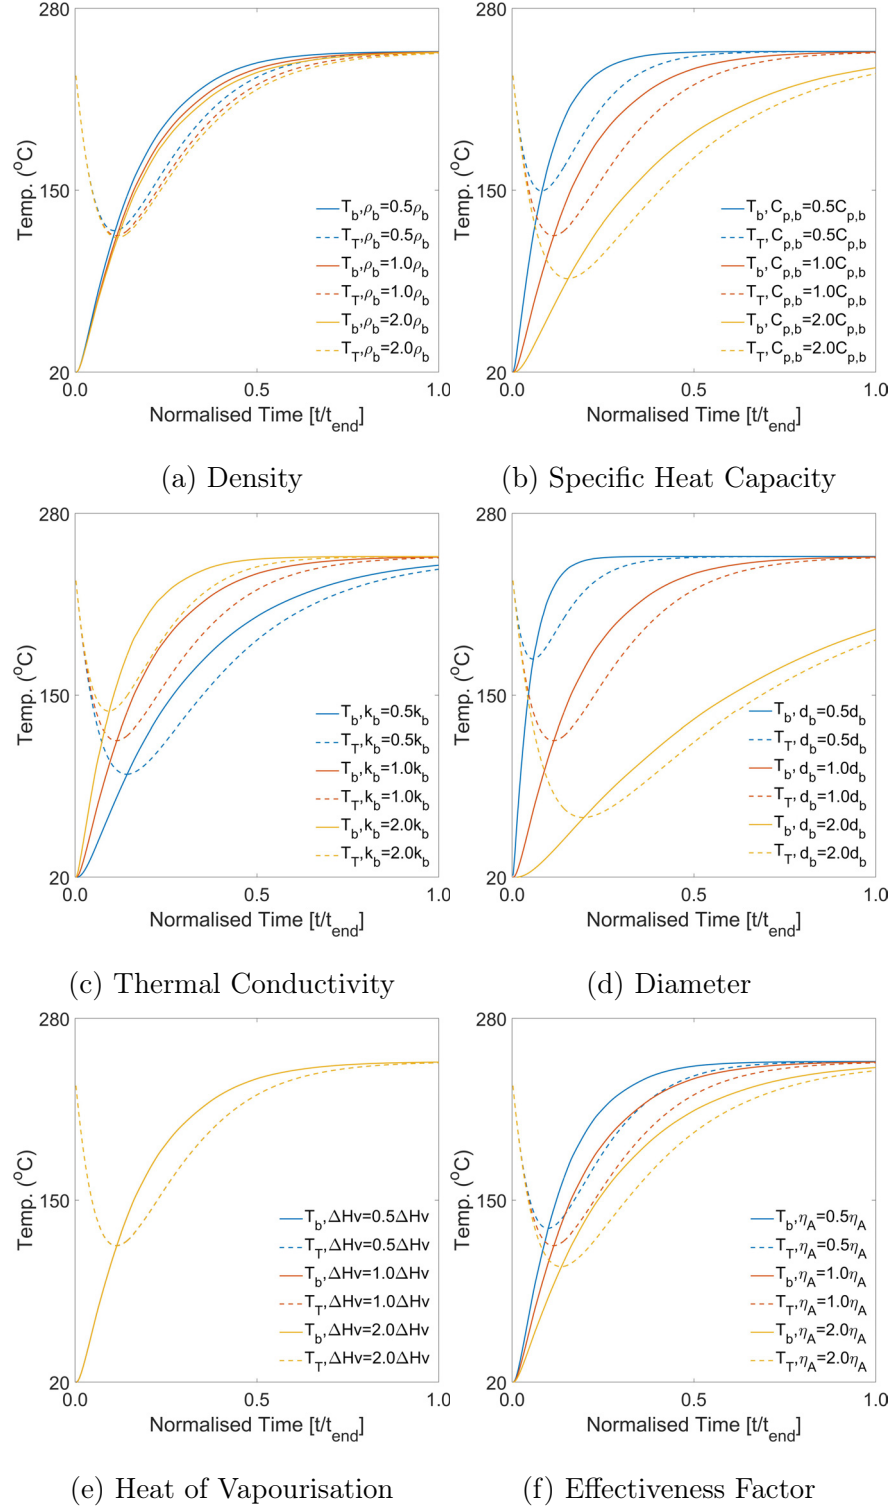 280
150
20
Temp. (°C)
T_b,ρ_b=0.5ρ_b
T_T,ρ_b=0.5ρ_b
T_b,ρ_b=1.0ρ_b
T_T,ρ_b=1.0ρ_b
T_b,ρ_b=2.0ρ_b
T_T,ρ_b=2.0ρ_b
0.0 0.5 1.0
Normalised Time [t/t_end]
(a) Density
280
150
20
Temp. (°C)
T_b, C_p,b=0.5C_p,b
T_T, C_p,b=0.5C_p,b
T_b, C_p,b=1.0C_p,b
T_T, C_p,b=1.0C_p,b
T_b, C_p,b=2.0C_p,b
T_T, C_p,b=2.0C_p,b
0.0 0.5 1.0
Normalised Time [t/t_end]
(b) Specific Heat Capacity
280
150
20
Temp. (°C)
T_b,k_b=0.5k_b
T_T,k_b=0.5k_b
T_b,k_b=1.0k_b
T_T,k_b=1.0k_b
T_b,k_b=2.0k_b
T_T,k_b=2.0k_b
0.0 0.5 1.0
Normalised Time [t/t_end]
(c) Thermal Conductivity
280
150
20
Temp. (°C)
T_b, d_b=0.5d_b
T_T, d_b=0.5d_b
T_b, d_b=1.0d_b
T_T, d_b=1.0d_b
T_b, d_b=2.0d_b
T_T, d_b=2.0d_b
0.0 0.5 1.0
Normalised Time [t/t_end]
(d) Diameter
280
150
20
Temp. (°C)
T_b,ΔHv=0.5ΔHv
T_T,ΔHv=0.5ΔHv
T_b,ΔHv=1.0ΔHv
T_T,ΔHv=1.0ΔHv
T_b,ΔHv=2.0ΔHv
T_T,ΔHv=2.0ΔHv
0.0 0.5 1.0
Normalised Time [t/t_end]
(e) Heat of Vapourisation
280
150
20
Temp. (°C)
T_b,η_A=0.5η_A
T_T,η_A=0.5η_A
T_b,η_A=1.0η_A
T_T,η_A=1.0η_A
T_b,η_A=2.0η_A
T_T,η_A=2.0η_A
0.0 0.5 1.0
Normalised Time [t/t_end]
(f) Effectiveness Factor